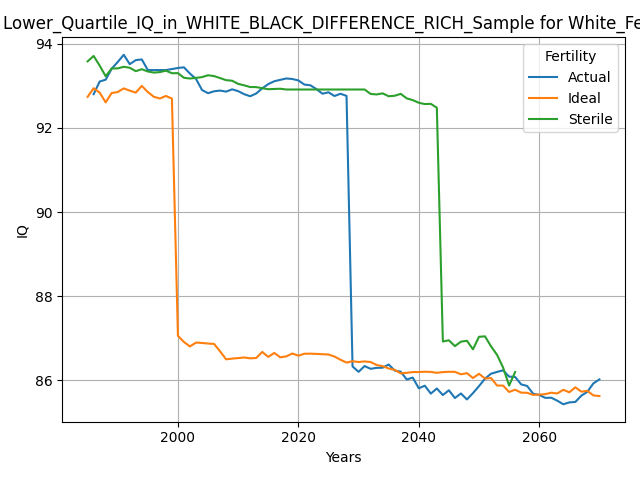 Lower_Quartile_IQ_in_WHITE_BLACK_DIFFERENCE_RICH_Sample for White_Fe
94
92
90
88
86
IQ
2000
2020
2040
2060
Years
Fertility
Actual
Ideal
Sterile